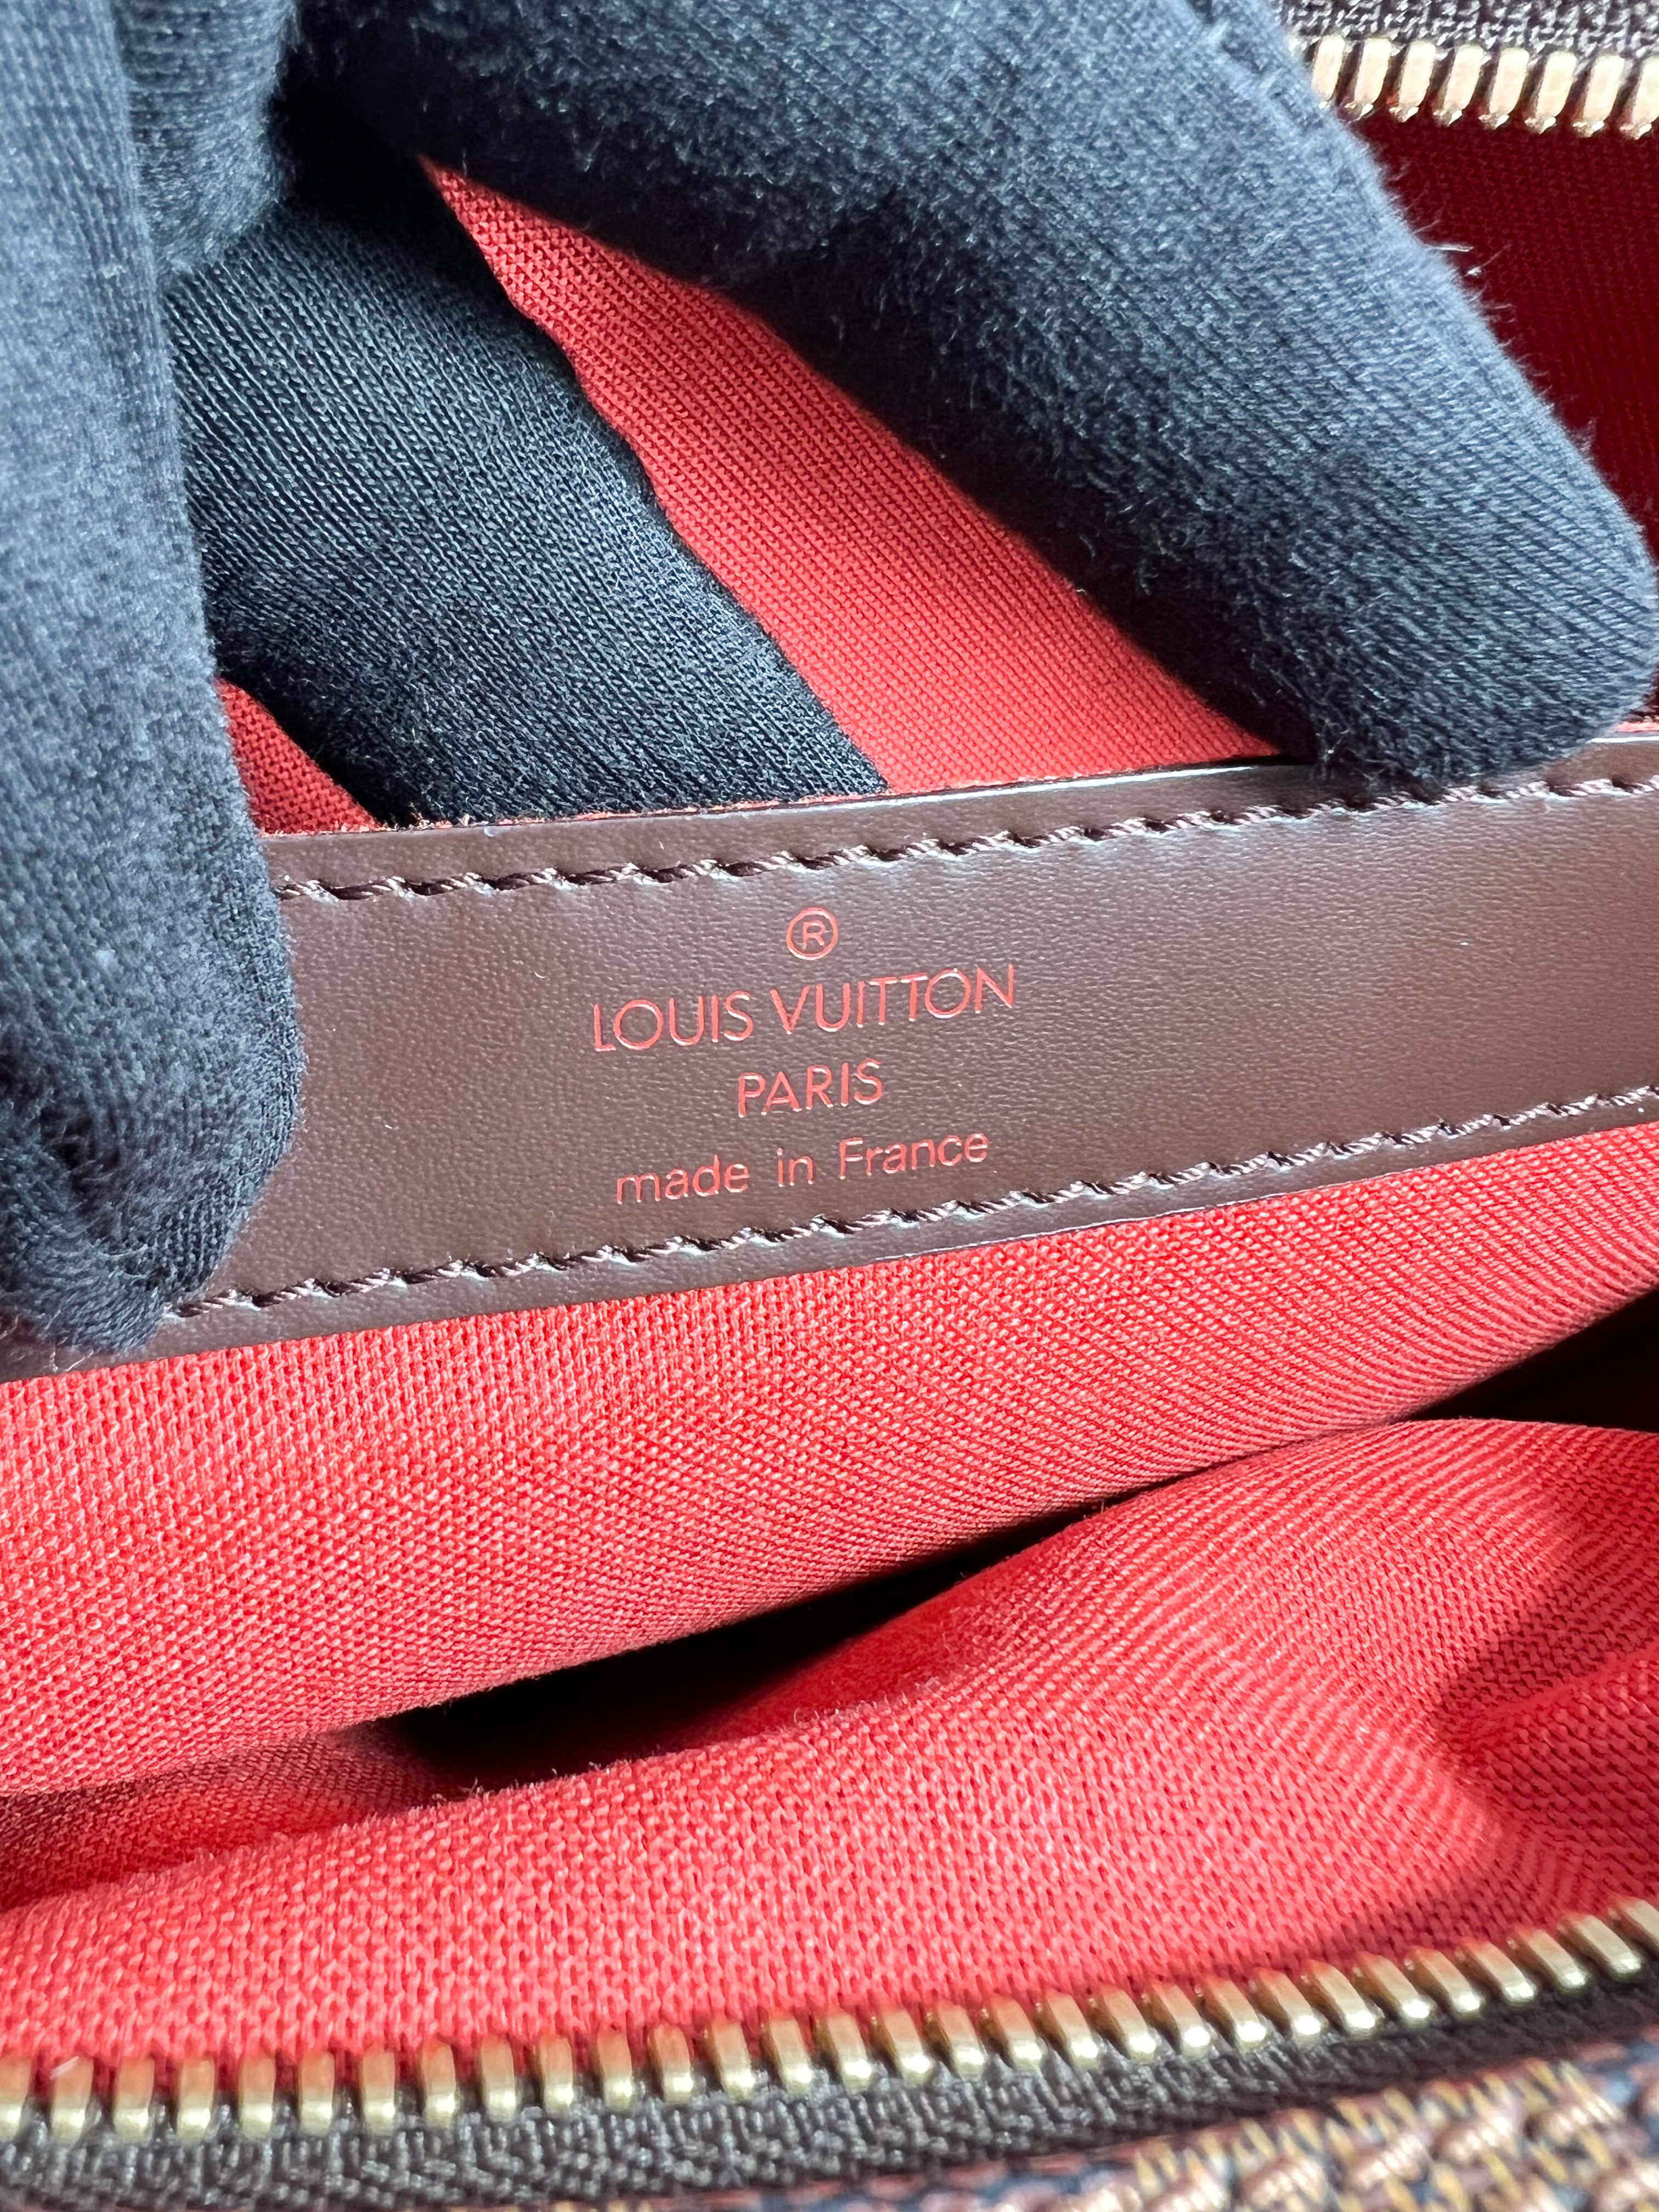 ®
LOUIS VUITTON
PARIS
made in France